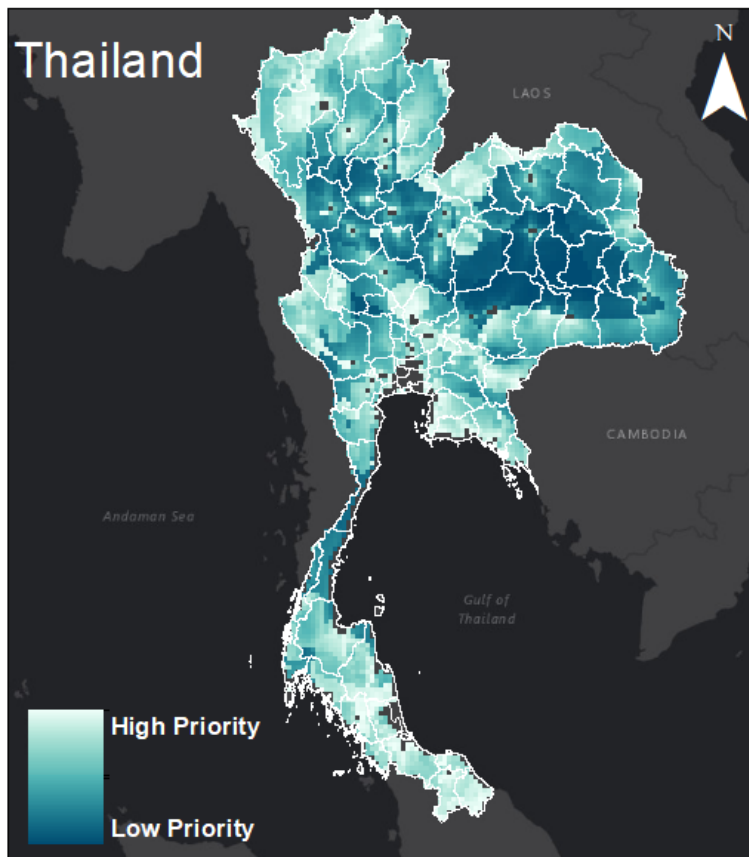 Thailand
N
LAOS
CAMBODIA
Andaman Sea
Gulf of
Thailand
High Priority
Low Priority